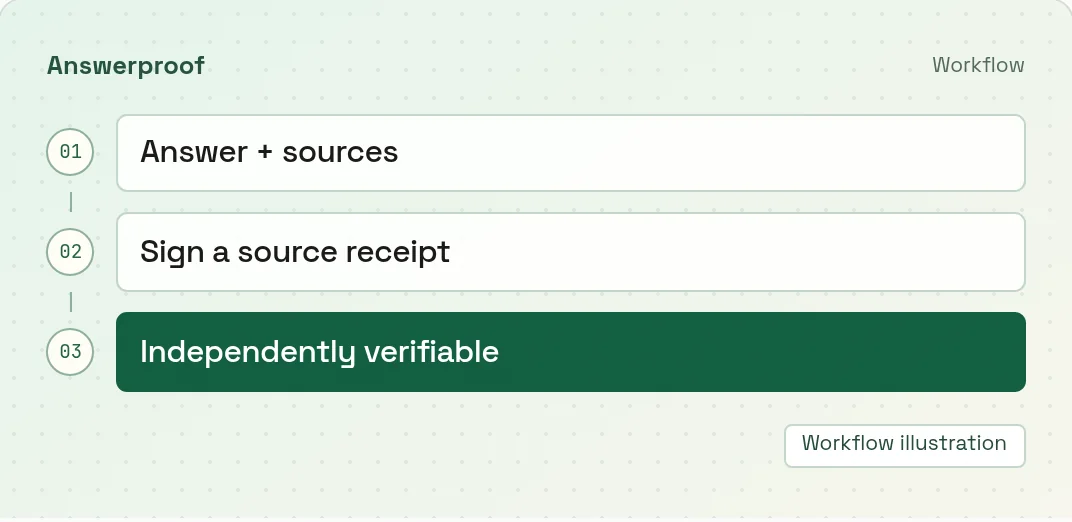 Answerproof
Workflow
01
Answer + sources
02
Sign a source receipt
03
Independently verifiable
Workflow illustration